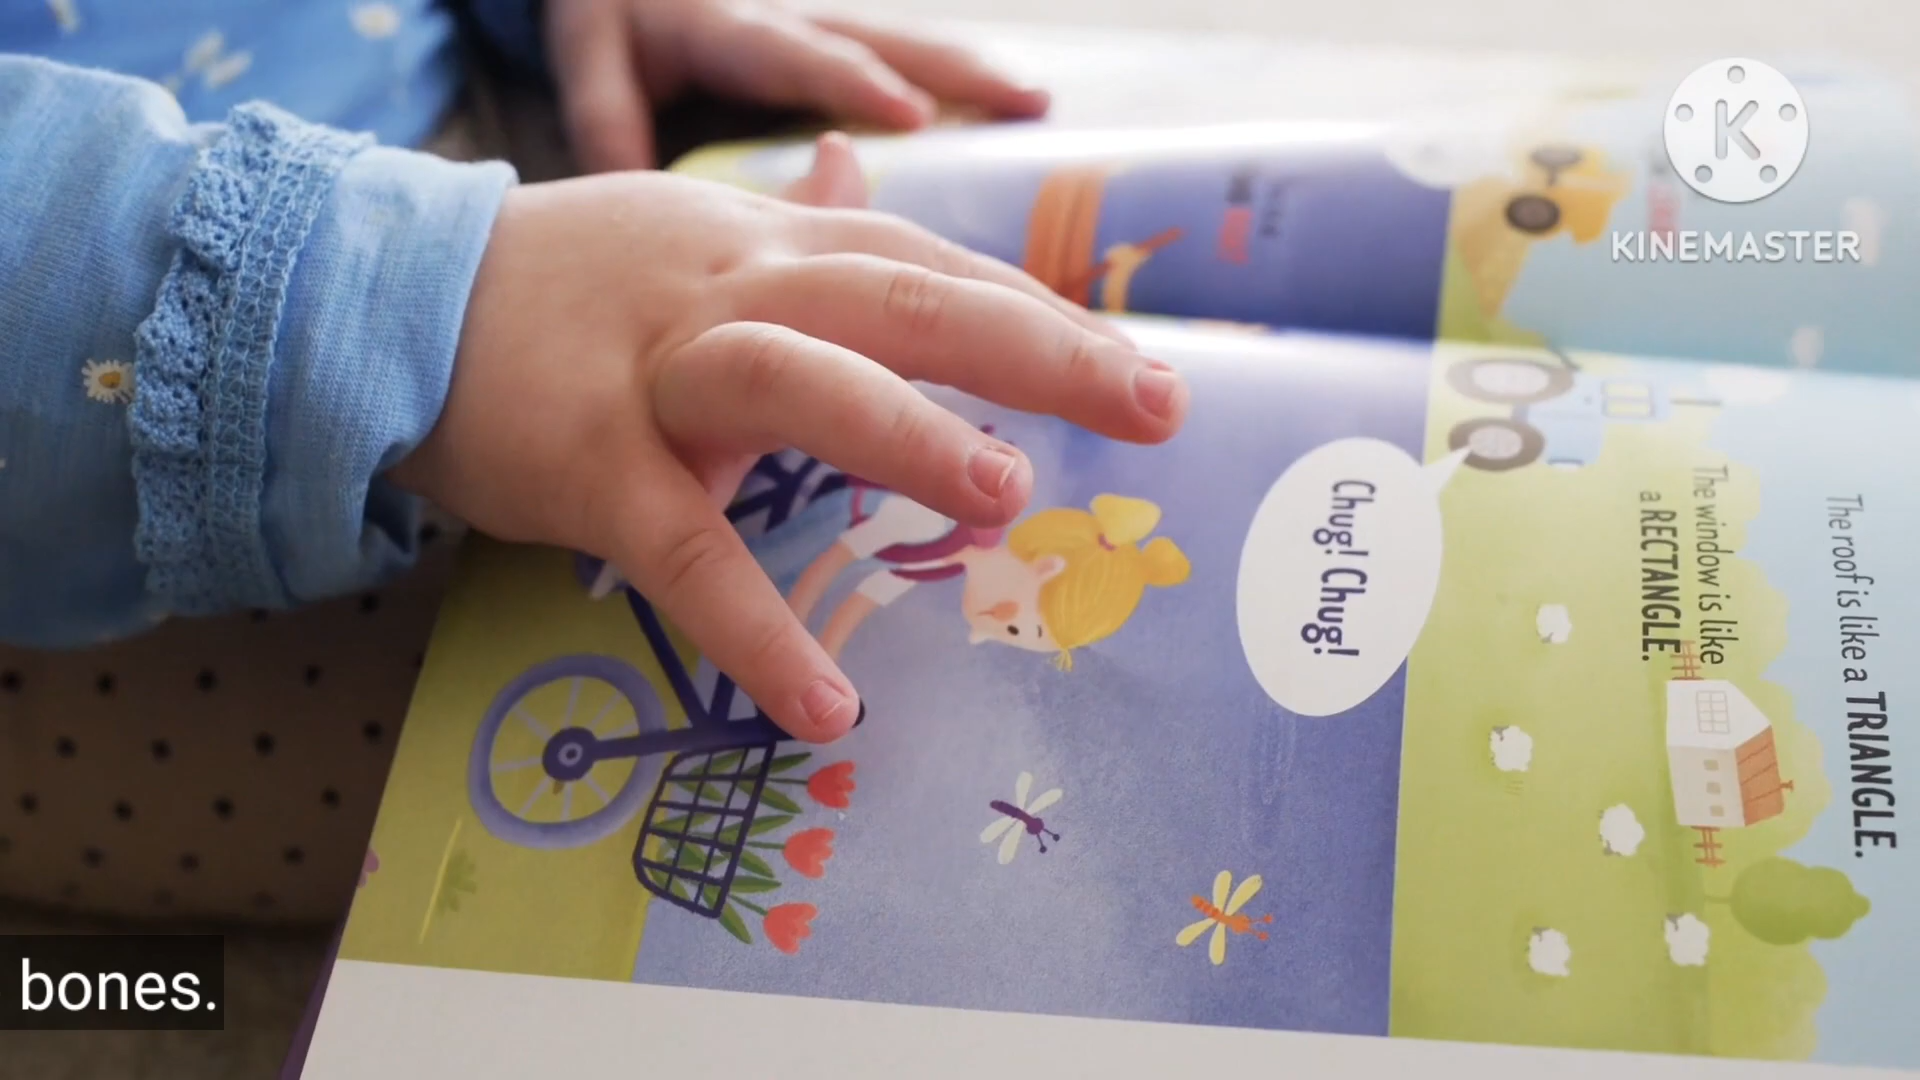 KINEMASTER
Chug! Chug!
The window is like
a RECTANGLE.
The roof is like a TRIANGLE.
bones.